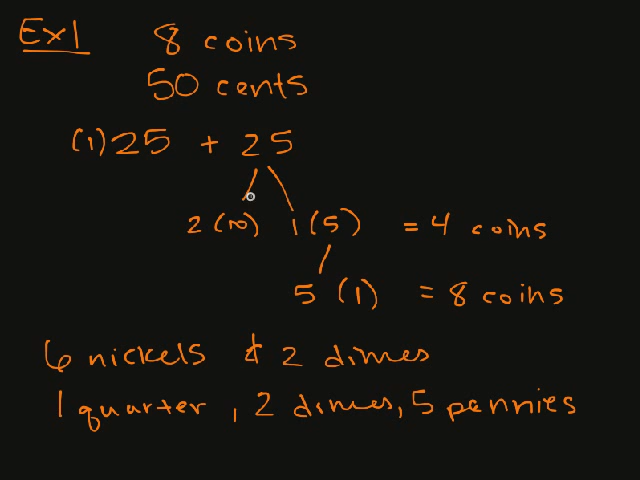 Ex1 8 coins
50 cents
(1)25 + 25
2 (10) 1 (5) = 4 coins
5 (1) = 8 coins
6 nickels & 2 dimes
1 quarter, 2 dimes, 5 pennies